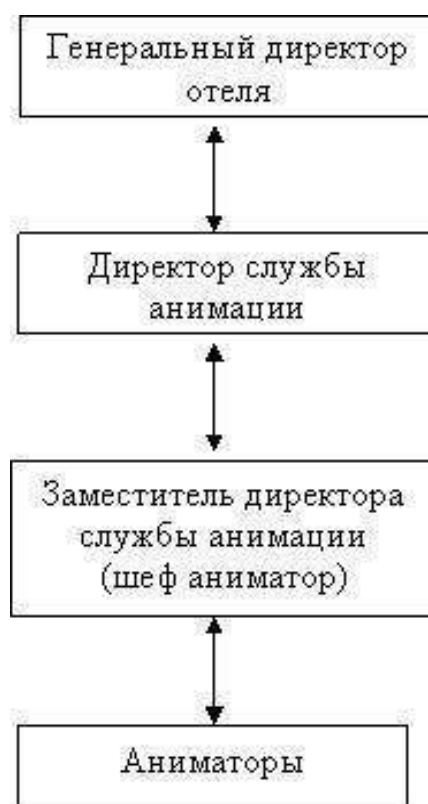 Генеральный директор
отеля
Директор службы
анимации
Заместитель директора
службы анимации
(шеф аниматор)
Аниматоры